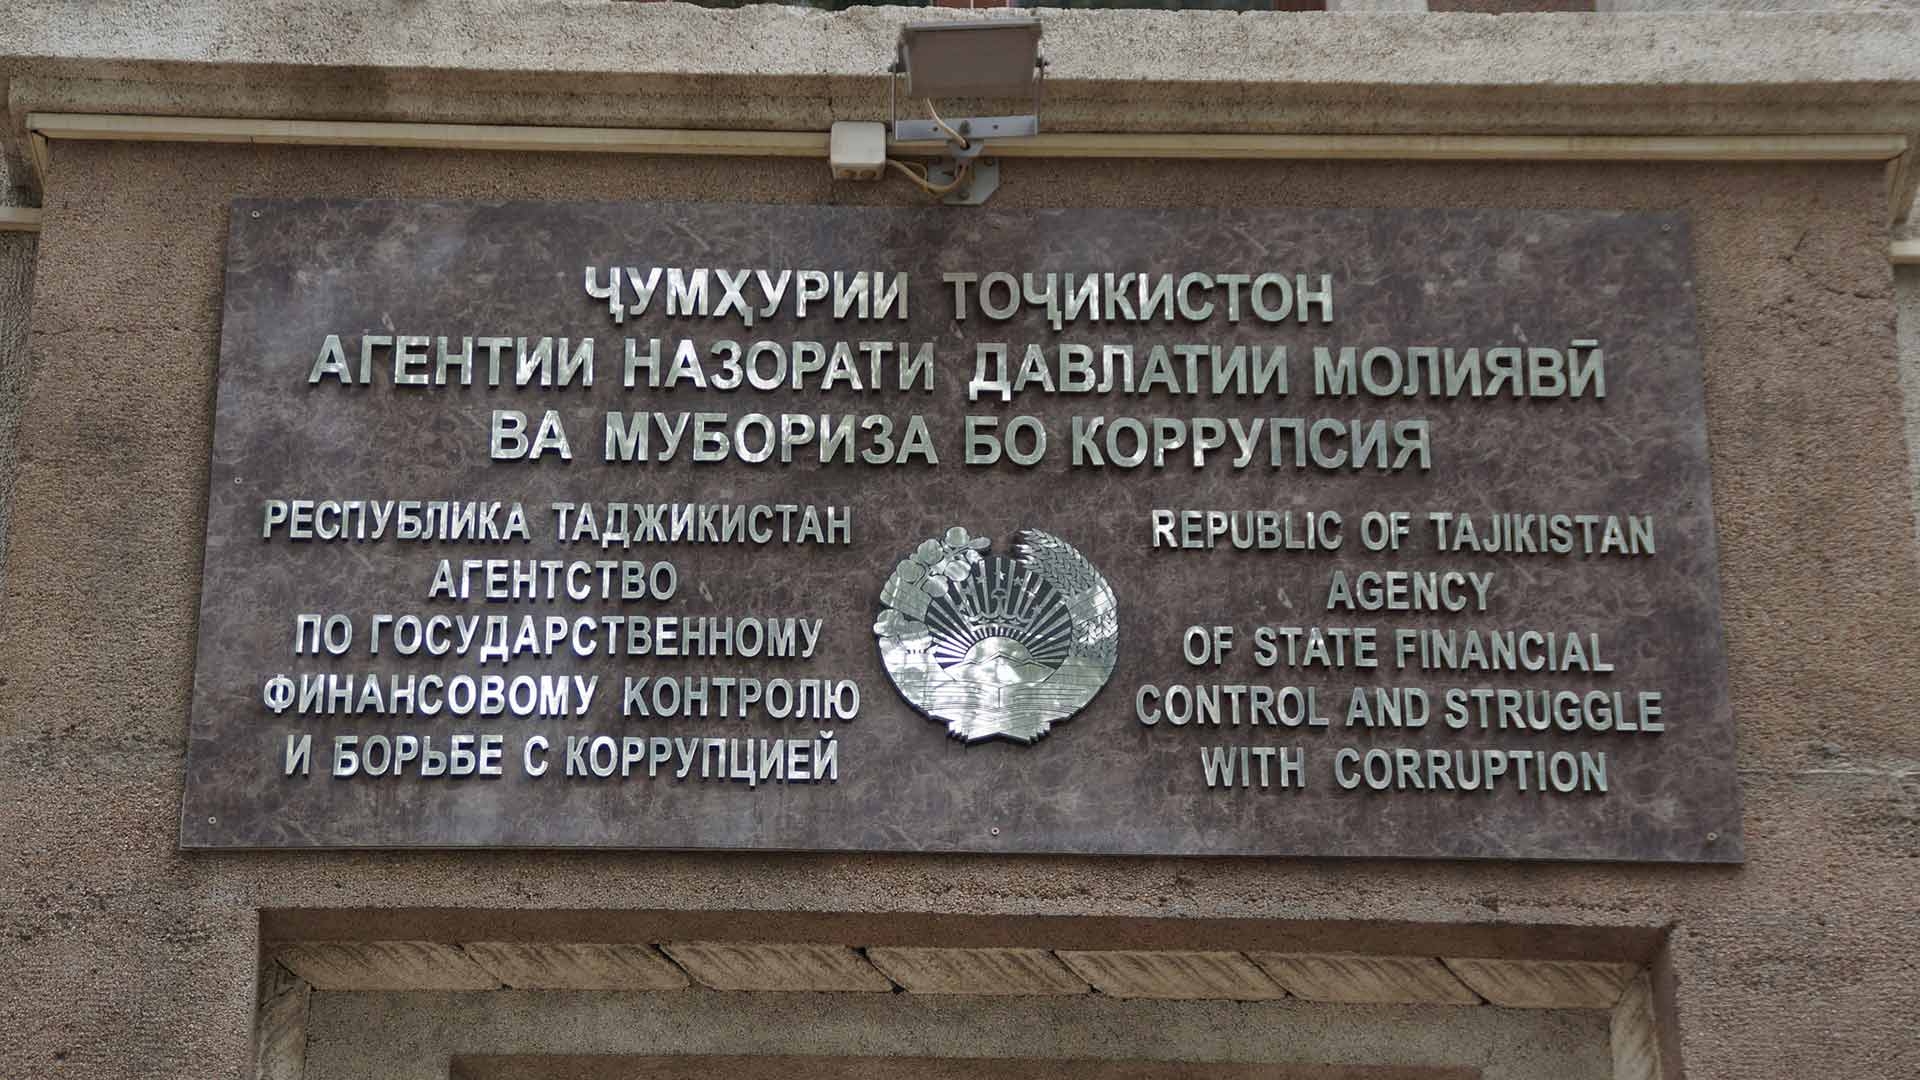 ҶУМҲУРИИ ТОҶИКИСТОН
АГЕНТИИ НАЗОРАТИ ДАВЛАТИИ МОЛИЯВӢ
ВА МУБОРИЗА БО КОРРУПСИЯ
РЕСПУБЛИКА ТАДЖИКИСТАН
АГЕНТСТВО
ПО ГОСУДАРСТВЕННОМУ
ФИНАНСОВОМУ КОНТРОЛЮ
И БОРЬБЕ С КОРРУПЦИЕЙ
REPUBLIC OF TAJIKISTAN
AGENCY
OF STATE FINANCIAL
CONTROL AND STRUGGLE
WITH CORRUPTION